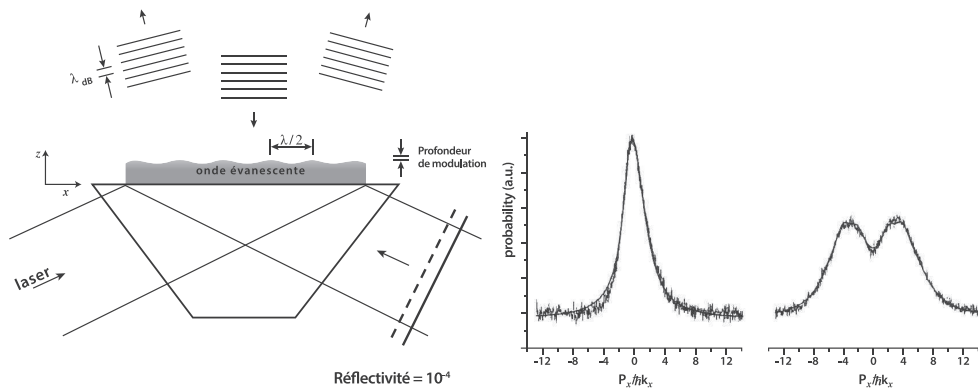 λ dB
λ/2
z
x
onde évanescente
Profondeur
de modulation
laser
Réflectivité = 10⁻⁴
probability (a.u.)
-12 -8 -4 0 4 8 12
Pₓ/ħkₓ
-12 -8 -4 0 4 8 12
Pₓ/ħkₓ